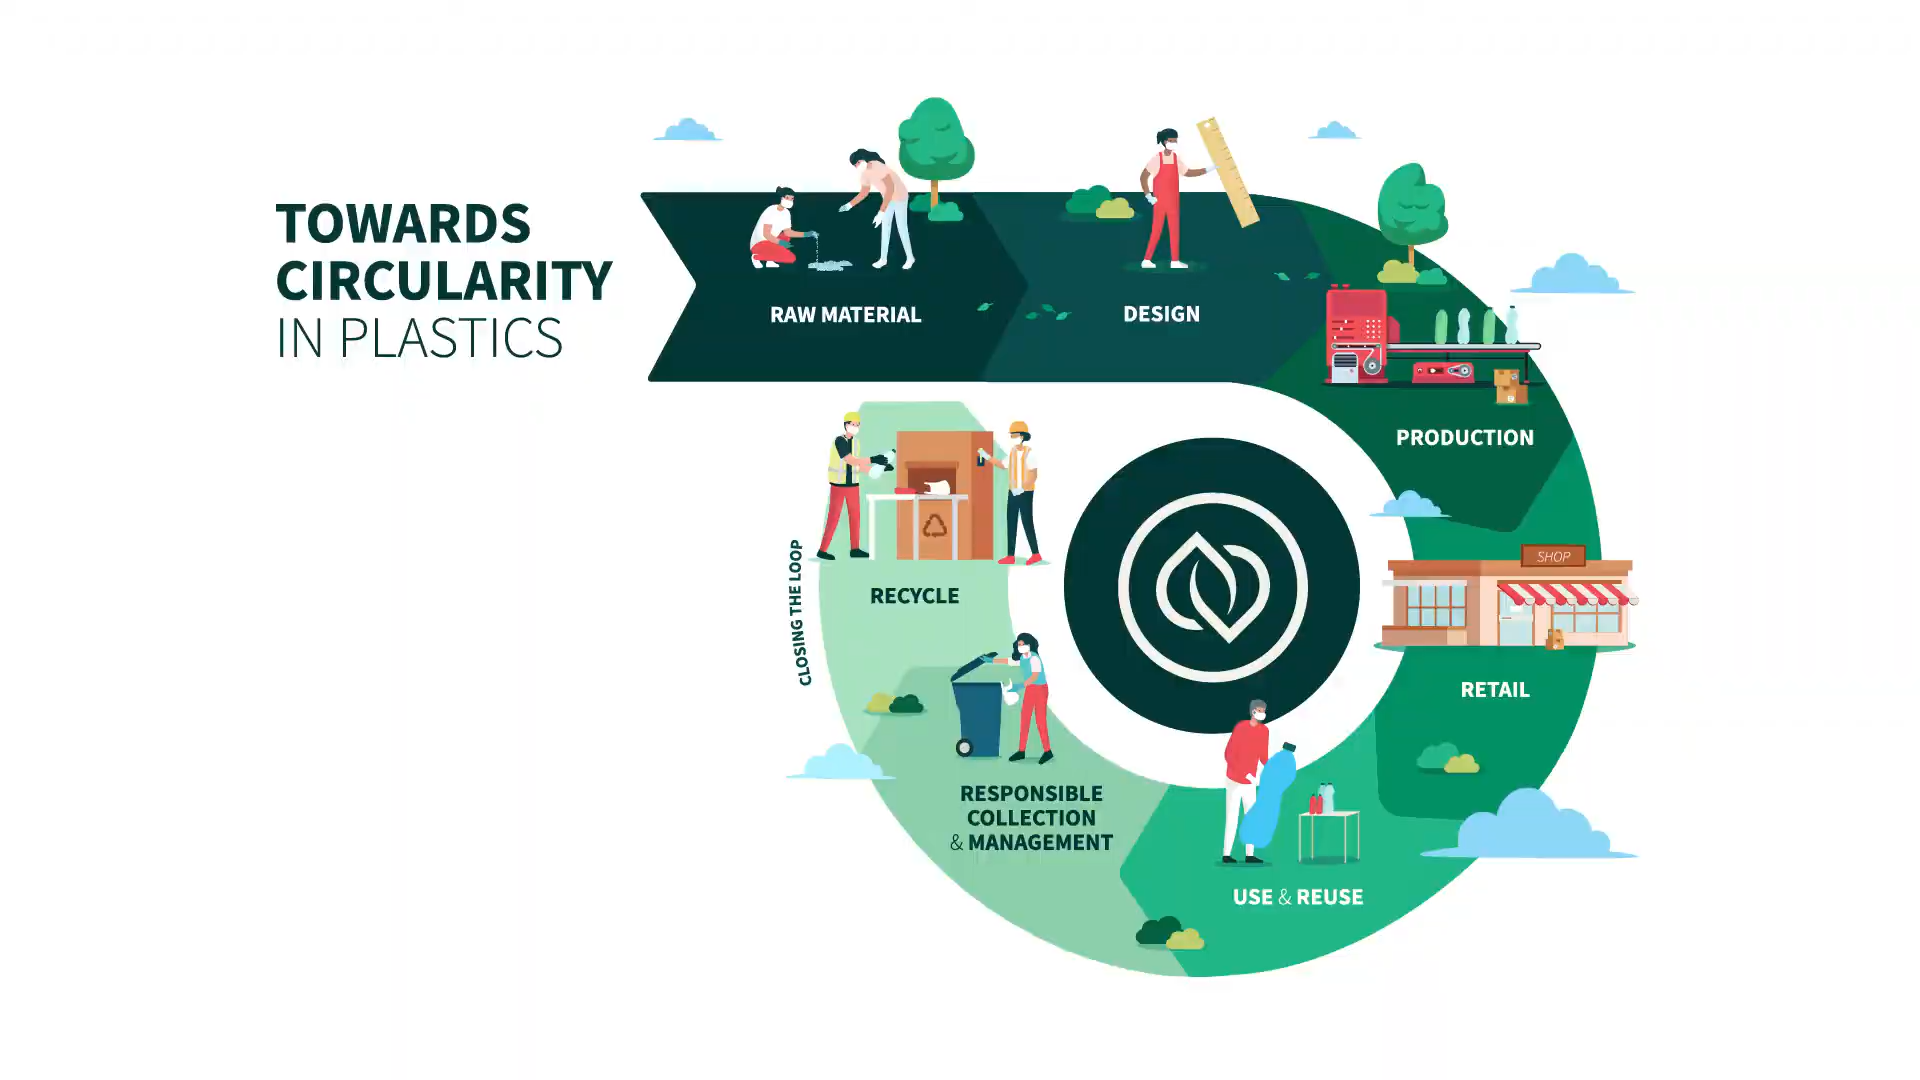 TOWARDS
CIRCULARITY
IN PLASTICS
RAW MATERIAL
DESIGN
PRODUCTION
SHOP
RETAIL
USE & REUSE
RESPONSIBLE
COLLECTION
& MANAGEMENT
RECYCLE
CLOSING THE LOOP